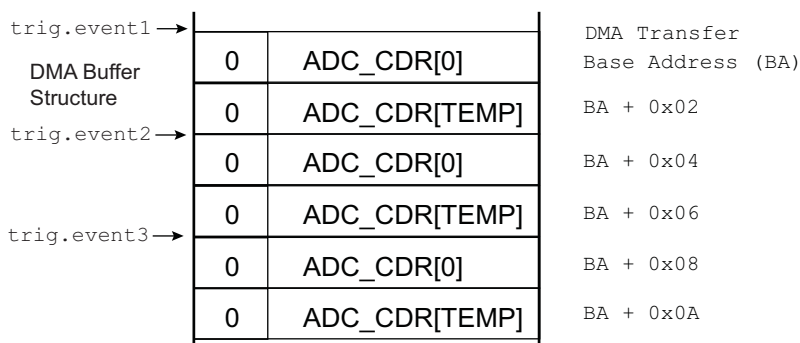 trig.event1
DMA Transfer
DMA Buffer
Structure
0 ADC_CDR[0] Base Address (BA)
0 ADC_CDR[TEMP] BA + 0x02
trig.event2
0 ADC_CDR[0] BA + 0x04
0 ADC_CDR[TEMP] BA + 0x06
trig.event3
0 ADC_CDR[0] BA + 0x08
0 ADC_CDR[TEMP] BA + 0x0A